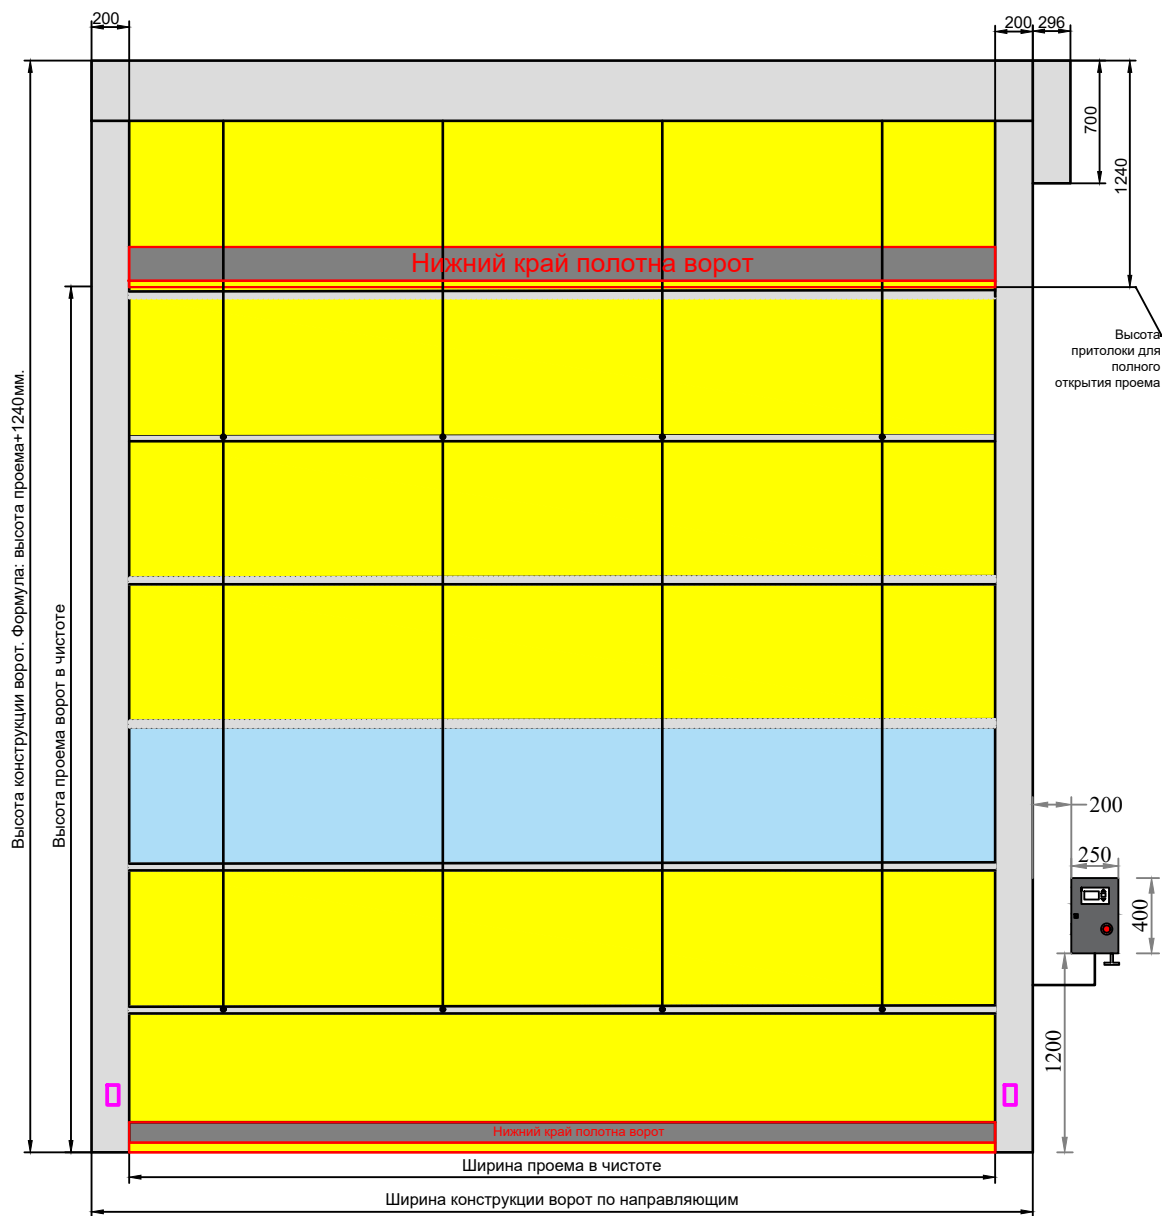 200
200
296
700
1240
Нижний край полотна ворот
Высота
притолоки для
полного
открытия проема
Высота конструкции ворот. Формула: высота проема+1240мм.
Высота проема ворот в чистоте
200
250
400
1200
Нижний край полотна ворот
Ширина проема в чистоте
Ширина конструкции ворот по направляющим